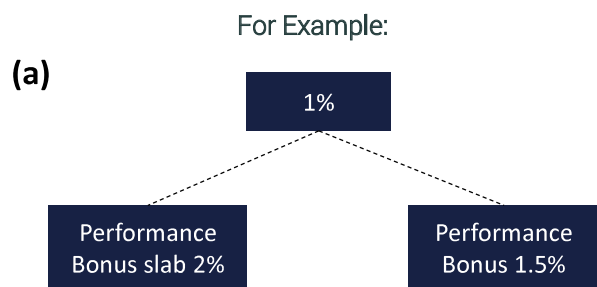 For Example:
(a)
1%
Performance
Bonus slab 2%
Performance
Bonus 1.5%